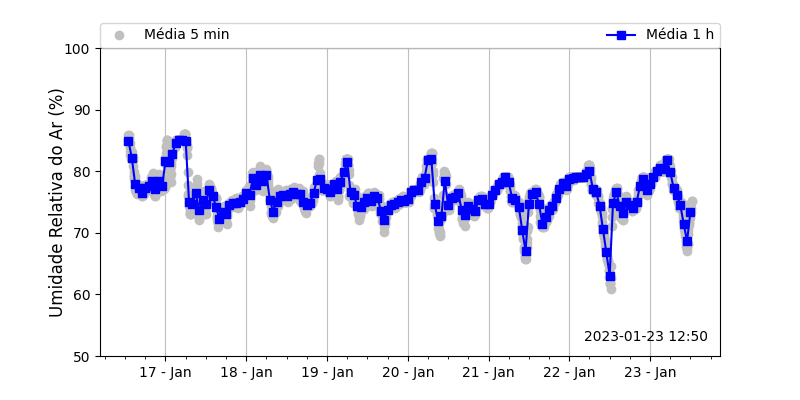 Média 5 min
Média 1 h
Umidade Relativa do Ar (%)
100
90
80
70
60
50
2023-01-23 12:50
17 - Jan
18 - Jan
19 - Jan
20 - Jan
21 - Jan
22 - Jan
23 - Jan